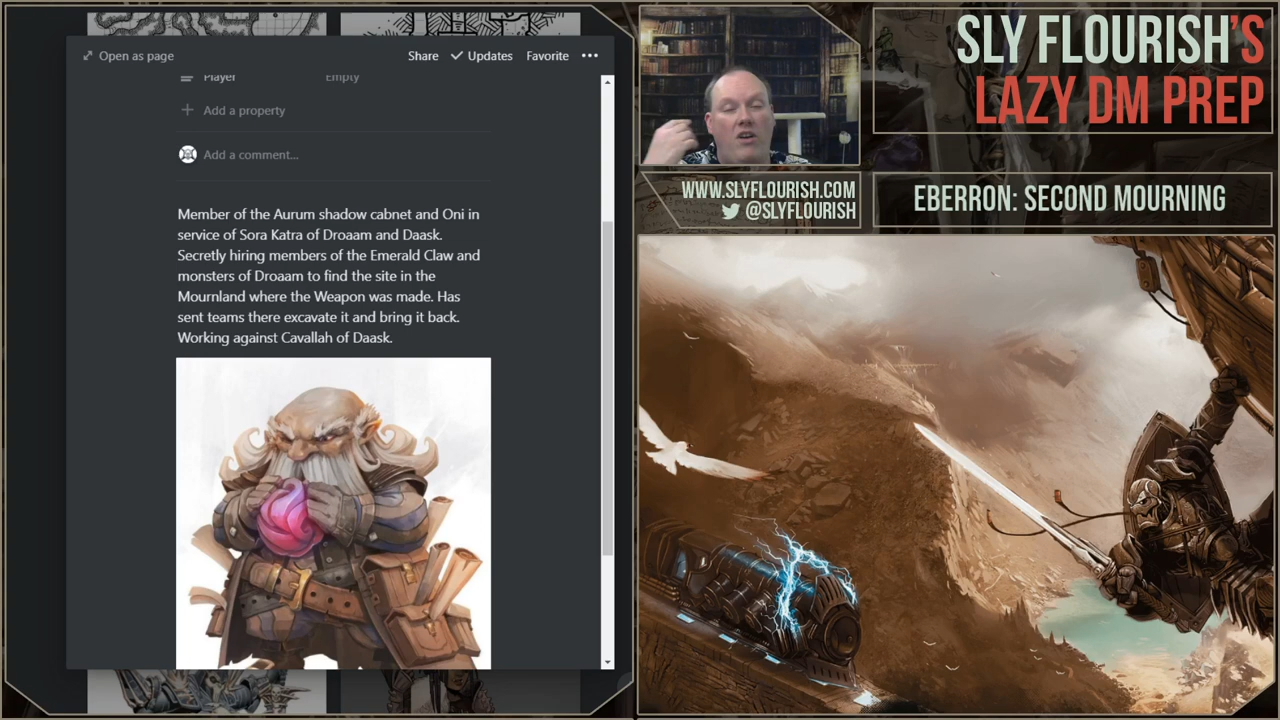 Open as page
Share
Updates
Favorite
Player
Empty
Add a property
Add a comment...
Member of the Aurum shadow cabnet and Oni in
service of Sora Katra of Droaam and Daask.
Secretly hiring members of the Emerald Claw and
monsters of Droaam to find the site in the
Mournland where the Weapon was made. Has
sent teams there excavate it and bring it back.
Working against Cavallah of Daask.
SLY FLOURISH'S
LAZY DM PREP
WWW.SLYFLOURISH.COM
@SLYFLOURISH
EBERRON: SECOND MOURNING